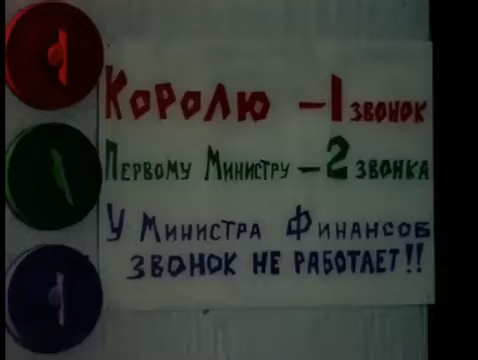 Королю – 1 звонок
Первому Министру – 2 звонка
У Министра Финансов
звонок не работает!!